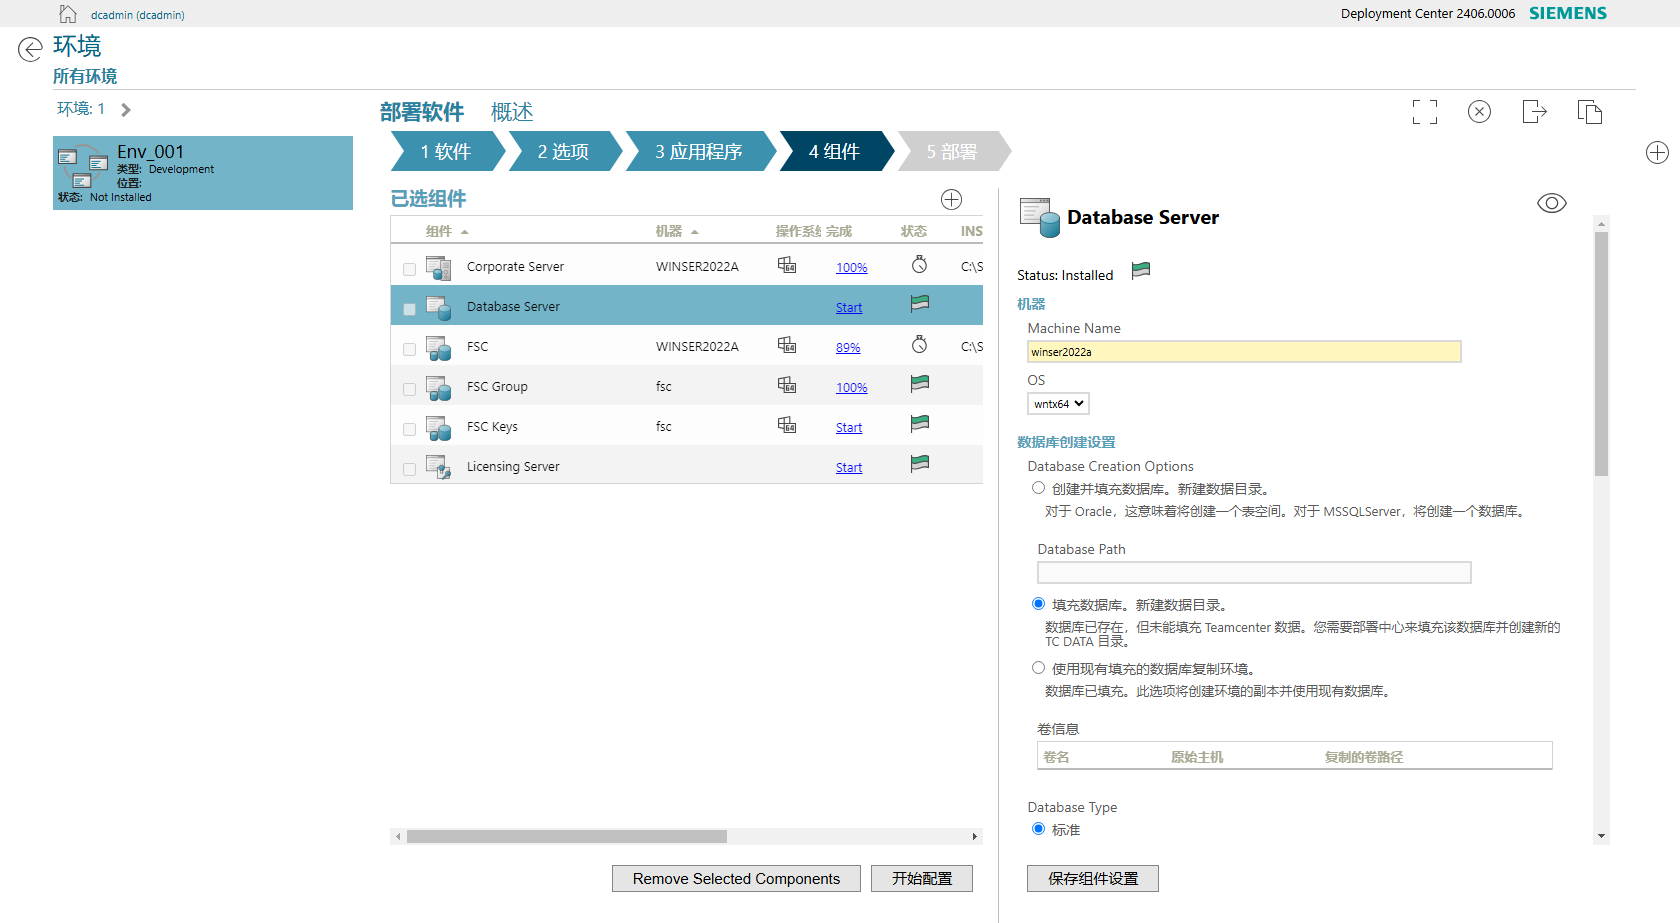 dcadmin (dcadmin)
Deployment Center 2406.0006 SIEMENS
环境
所有环境
环境: 1
Env_001
类型: Development
位置:
状态: Not Installed
部署软件 概述
1 软件 2 选项 3 应用程序 4 组件 5 部署
已选组件
组件 机器 操作系统 完成 状态 INS
Corporate Server WINSER2022A 64 100% C:\S
Database Server Start
FSC WINSER2022A 64 89% C:\S
FSC Group fsc 64 100%
FSC Keys fsc 64 Start
Licensing Server Start
Remove Selected Components 开始配置
Database Server
Status: Installed
机器
Machine Name
winser2022a
OS
wntx64
数据库创建设置
Database Creation Options
创建并填充数据库。新建数据目录。
对于 Oracle，这意味着将创建一个表空间。对于 MSSQLServer，将创建一个数据库。
Database Path
填充数据库。新建数据目录。
数据库已存在，但未能填充 Teamcenter 数据。您需要部署中心来填充该数据库并创建新的
TC DATA 目录。
使用现有填充的数据库复制环境。
数据库已填充。此选项将创建环境的副本并使用现有数据库。
卷信息
卷名 原始主机 复制的卷路径
Database Type
标准
保存组件设置